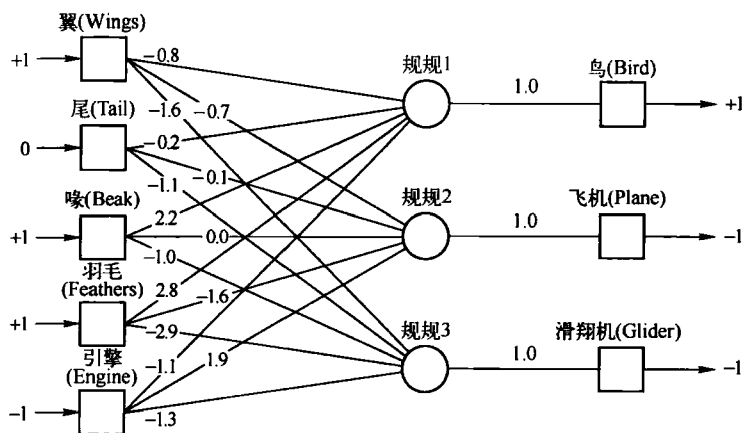 翼(Wings)
+1
-0.8
规规1
1.0
鸟(Bird)
+1
-1.6
-0.7
尾(Tail)
0
-0.2
-1.1
-0.1
规规2
喙(Beak)
+1
2.2
0.0
-1.0
1.0
飞机(Plane)
-1
羽毛
(Feathers)
+1
2.8
-1.6
-2.9
规规3
1.0
滑翔机(Glider)
-1
引擎
(Engine)
-1
-1.1
1.9
-1.3